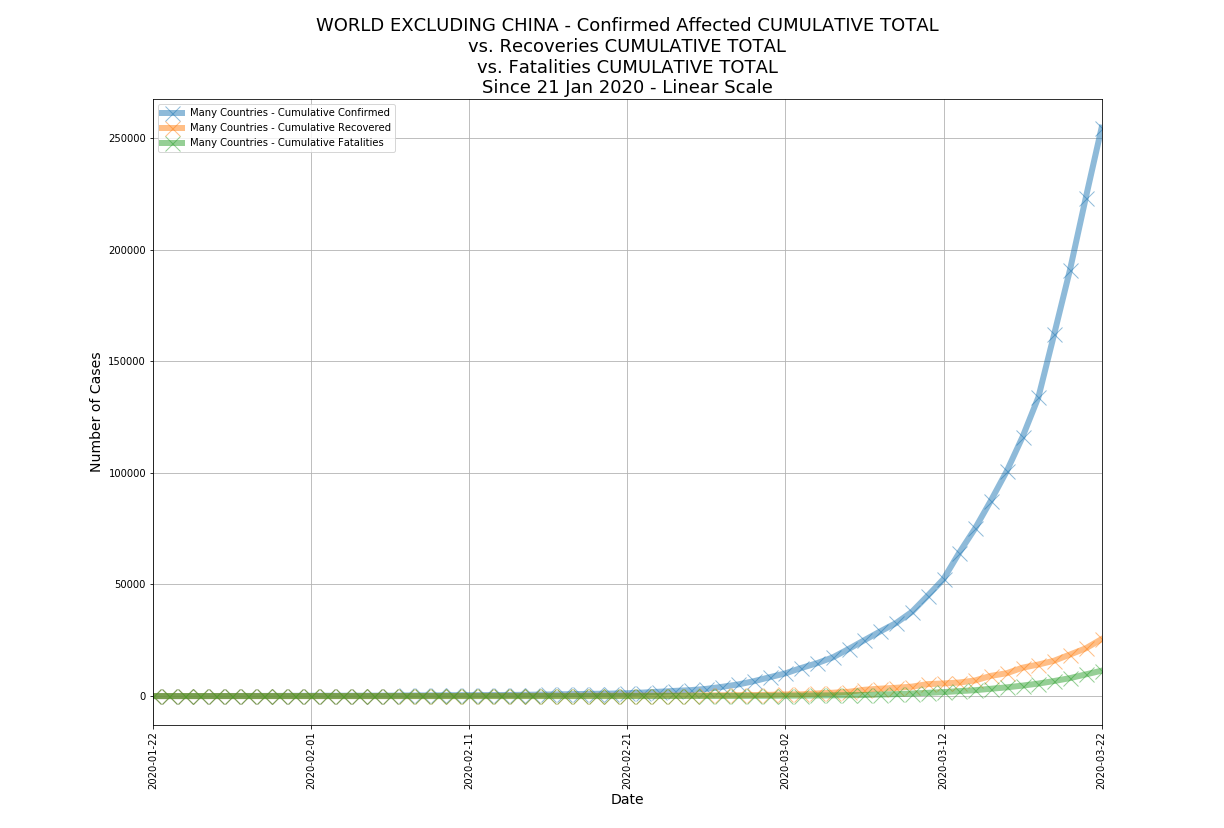 WORLD EXCLUDING CHINA - Confirmed Affected CUMULATIVE TOTAL
vs. Recoveries CUMULATIVE TOTAL
vs. Fatalities CUMULATIVE TOTAL
Since 21 Jan 2020 - Linear Scale
Many Countries - Cumulative Confirmed
Many Countries - Cumulative Recovered
Many Countries - Cumulative Fatalities
Number of Cases
250000
200000
150000
100000
50000
0
2020-01-22
2020-02-01
2020-02-11
2020-02-21
2020-03-02
2020-03-12
2020-03-22
Date